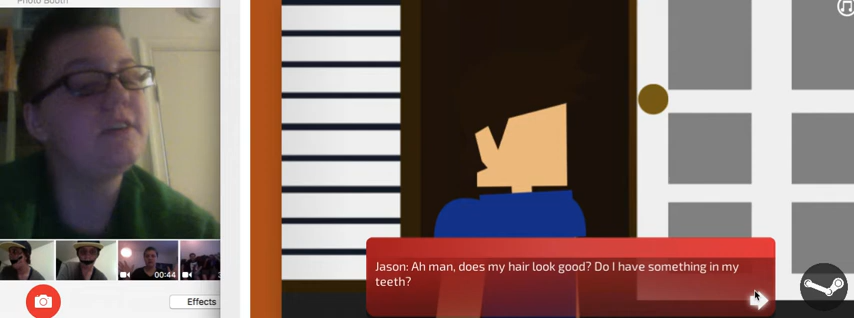 Photo Booth
00:44
Effects
Jason: Ah man, does my hair look good? Do I have something in my
teeth?